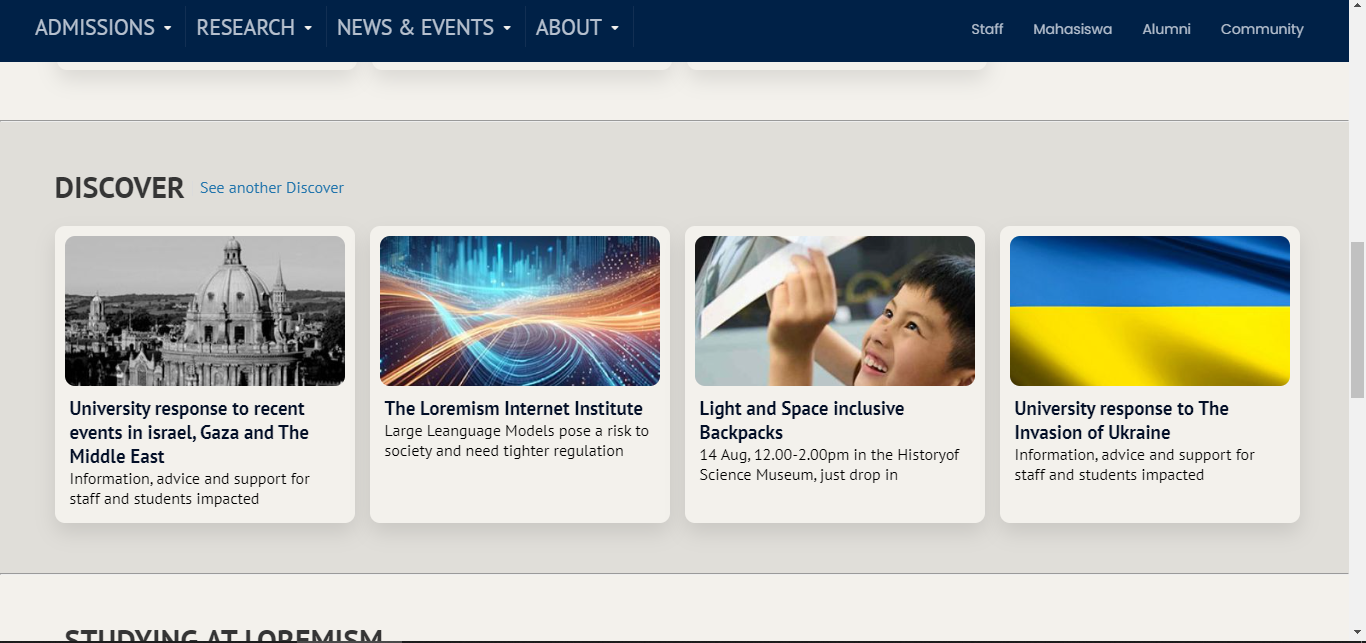 ADMISSIONS RESEARCH NEWS & EVENTS ABOUT Staff Mahasiswa Alumni Community
DISCOVER See another Discover
University response to recent
events in israel, Gaza and The
Middle East
Information, advice and support for
staff and students impacted
The Loremism Internet Institute
Large Leanguage Models pose a risk to
society and need tighter regulation
Light and Space inclusive
Backpacks
14 Aug, 12.00-2.00pm in the Historyof
Science Museum, just drop in
University response to The
Invasion of Ukraine
Information, advice and support for
staff and students impacted
STUDYING AT LOREMISM